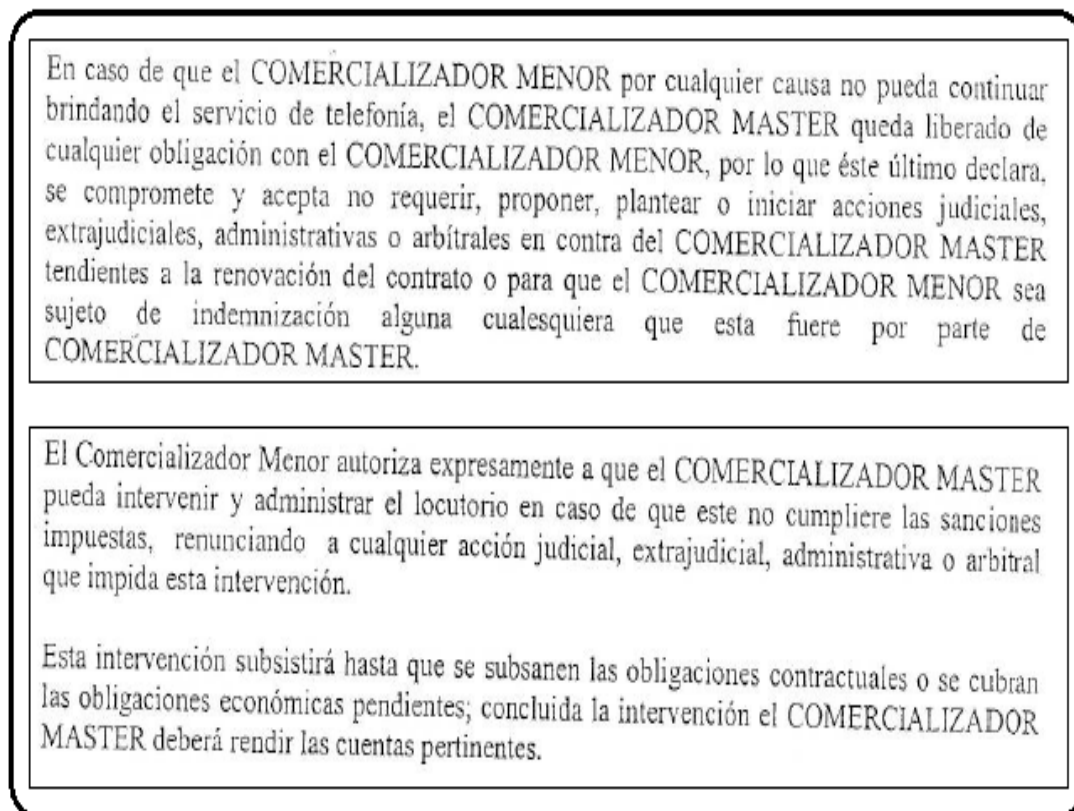 En caso de que el COMERCIALIZADOR MENOR por cualquier causa no pueda continuar
brindando el servicio de telefonía, el COMERCIALIZADOR MASTER queda liberado de
cualquier obligación con el COMERCIALIZADOR MENOR, por lo que éste último declara,
se compromete y acepta no requerir, proponer, plantear o iniciar acciones judiciales,
extrajudiciales, administrativas o arbítrales en contra del COMERCIALIZADOR MASTER
tendientes a la renovación del contrato o para que el COMERCIALIZADOR MENOR sea
sujeto de indemnización alguna cualesquiera que esta fuere por parte de
COMERCIALIZADOR MASTER.
El Comercializador Menor autoriza expresamente a que el COMERCIALIZADOR MASTER
pueda intervenir y administrar el locutorio en caso de que este no cumpliere las sanciones
impuestas, renunciando a cualquier acción judicial, extrajudicial, administrativa o arbitral
que impida esta intervención.
Esta intervención subsistirá hasta que se subsanen las obligaciones contractuales o se cubran
las obligaciones económicas pendientes; concluida la intervención el COMERCIALIZADOR
MASTER deberá rendir las cuentas pertinentes.